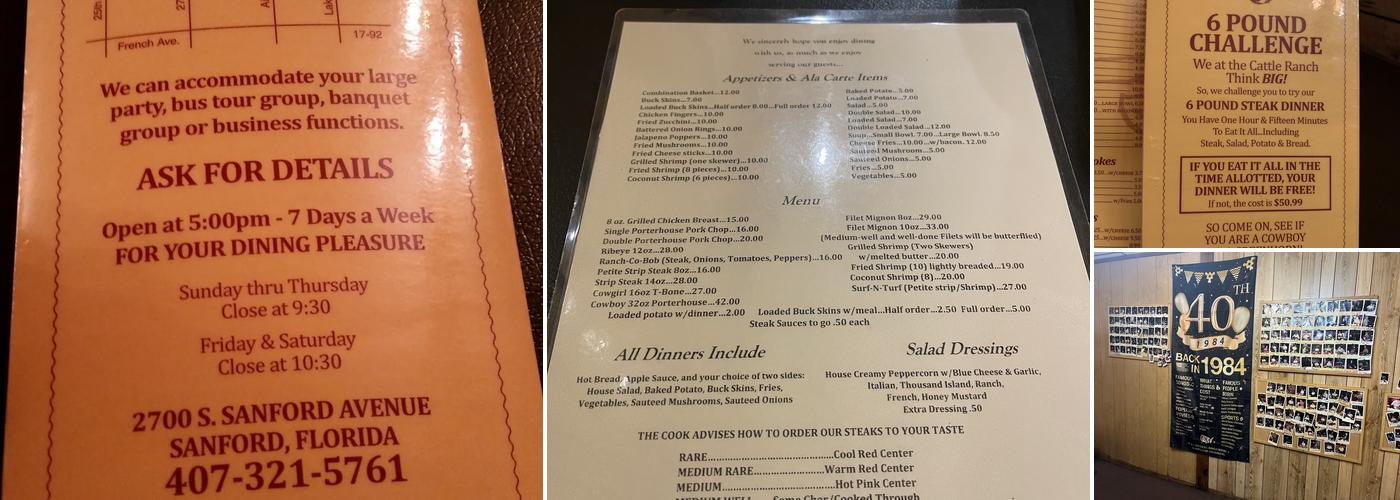 25th
27
Ai
Lak
French Ave.
17-92
We can accommodate your large
party, bus tour group, banquet
group or business functions.
ASK FOR DETAILS
Open at 5:00pm - 7 Days a Week
FOR YOUR DINING PLEASURE
Sunday thru Thursday
Close at 9:30
Friday & Saturday
Close at 10:30
2700 S. SANFORD AVENUE
SANFORD, FLORIDA
407-321-5761
We sincerely hope you enjoy dining
with us, as much as we enjoy
serving our guests...
Appetizers & Ala Carte Items
Combination Basket...12.00
Buck Skins...7.00
Loaded Buck Skins...Half order 8.00...Full order 12.00
Chicken Fingers...10.00
Fried Zucchini...10.00
Battered Onion Rings...10.00
Jalapeno Poppers...10.00
Fried Mushrooms...10.00
Fried Cheese sticks...10.00
Grilled Shrimp (one skewer)...10.00
Fried Shrimp (8 pieces)...10.00
Coconut Shrimp (6 pieces)...10.00
Baked Potato...5.00
Loaded Potato...7.00
Salad...5.00
Double Salad...10.00
Loaded Salad...7.00
Double Loaded Salad...12.00
Soup...Small Bowl. 7.00...Large Bowl. 8.50
Cheese Fries...10.00...w/bacon. 12.00
Sauteed Mushroom...5.00
Sauteed Onions...5.00
Fries...5.00
Vegetables...5.00
Menu
8 oz. Grilled Chicken Breast...15.00
Single Porterhouse Pork Chop...16.00
Double Porterhouse Pork Chop...20.00
Ribeye 12oz...28.00
Ranch-Co-Bob (Steak, Onions, Tomatoes, Peppers)...16.00
Petite Strip Steak 8oz...16.00
Strip Steak 14oz...28.00
Cowgirl 16oz T-Bone...27.00
Cowboy 32oz Porterhouse...42.00
Filet Mignon 8oz...29.00
Filet Mignon 10oz...33.00
(Medium-well and well-done Filets will be butterflied)
Grilled Shrimp (Two Skewers)
w/melted butter...20.00
Fried Shrimp (10) lightly breaded...19.00
Coconut Shrimp (8)...20.00
Surf-N-Turf (Petite strip/Shrimp)...27.00
Loaded potato w/dinner...2.00 Loaded Buck Skins w/meal...Half order...2.50 Full order...5.00
Steak Sauces to go .50 each
All Dinners Include
Hot Bread, Apple Sauce, and your choice of two sides:
House Salad, Baked Potato, Buck Skins, Fries,
Vegetables, Sauteed Mushrooms, Sauteed Onions
Salad Dressings
House Creamy Peppercorn w/Blue Cheese & Garlic,
Italian, Thousand Island, Ranch,
French, Honey Mustard
Extra Dressing .50
THE COOK ADVISES HOW TO ORDER OUR STEAKS TO YOUR TASTE
RARE...Cool Red Center
MEDIUM RARE...Warm Red Center
MEDIUM...Hot Pink Center
MEDIUM WELL...Some Char/Cooked Through
6 POUND
CHALLENGE
We at the Cattle Ranch
Think BIG!
So, we challenge you to try our
6 POUND STEAK DINNER
You Have One Hour & Fifteen Minutes
To Eat It All...Including
Steak, Salad, Potato & Bread.
IF YOU EAT IT ALL IN THE
TIME ALLOTTED, YOUR
DINNER WILL BE FREE!
If not, the cost is $50.99
SO COME ON, SEE IF
YOU ARE A COWBOY
40TH
1984
BACK
IN 1984